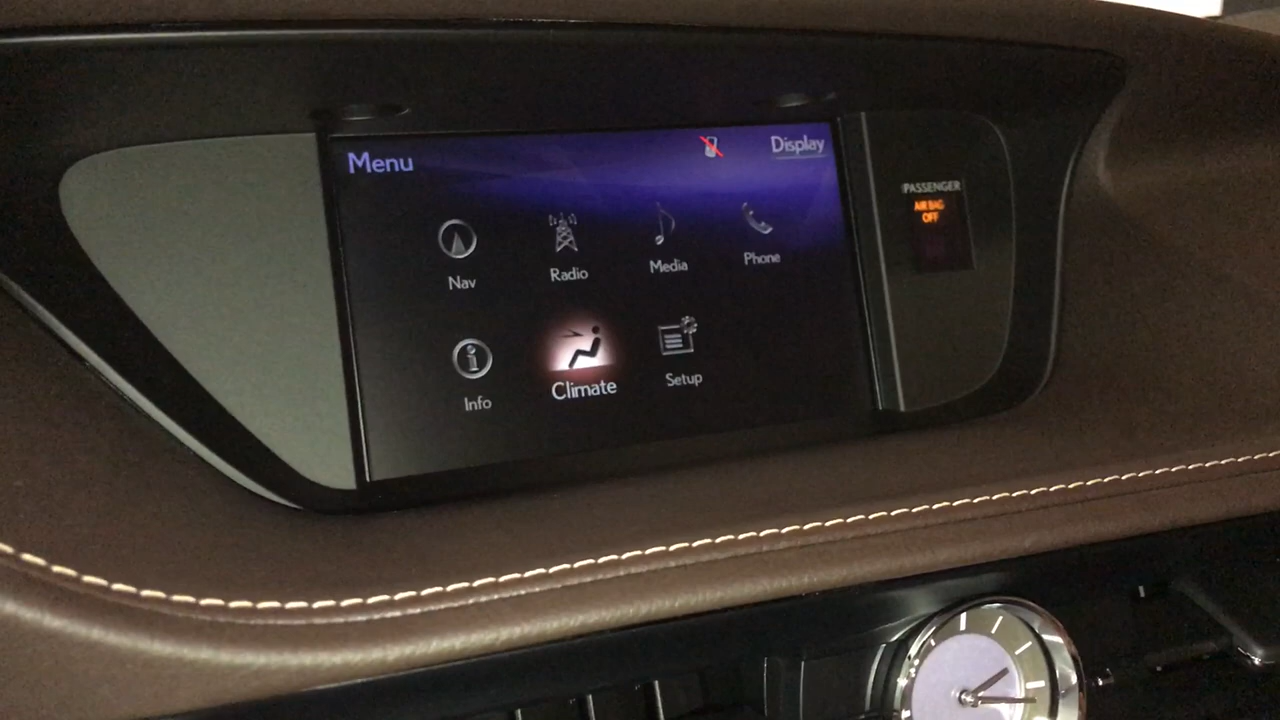 Menu
Display
Nav
Radio
Media
Phone
Info
Climate
Setup
PASSENGER
AIR BAG
OFF